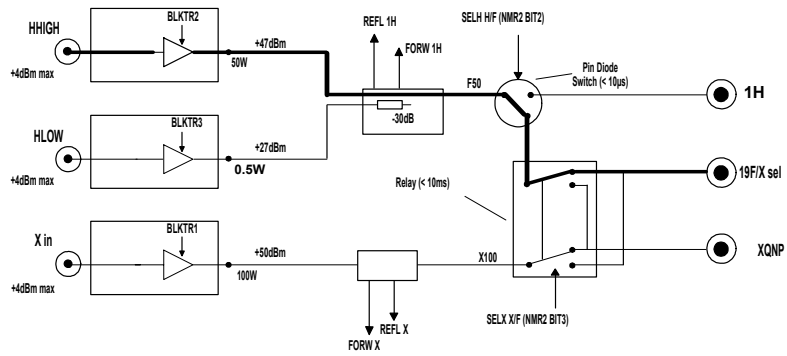 HHIGH
BLKTR2
+47dBm
50W
+4dBm max
REFL 1H
FORW 1H
SELH H/F (NMR2 BIT2)
F50
Pin Diode
Switch (< 10µs)
1H
-30dB
HLOW
BLKTR3
+27dBm
0.5W
+4dBm max
Relay (< 10ms)
19F/X sel
X in
BLKTR1
+50dBm
100W
+4dBm max
X100
XQNP
FORW X
REFL X
SELX X/F (NMR2 BIT3)